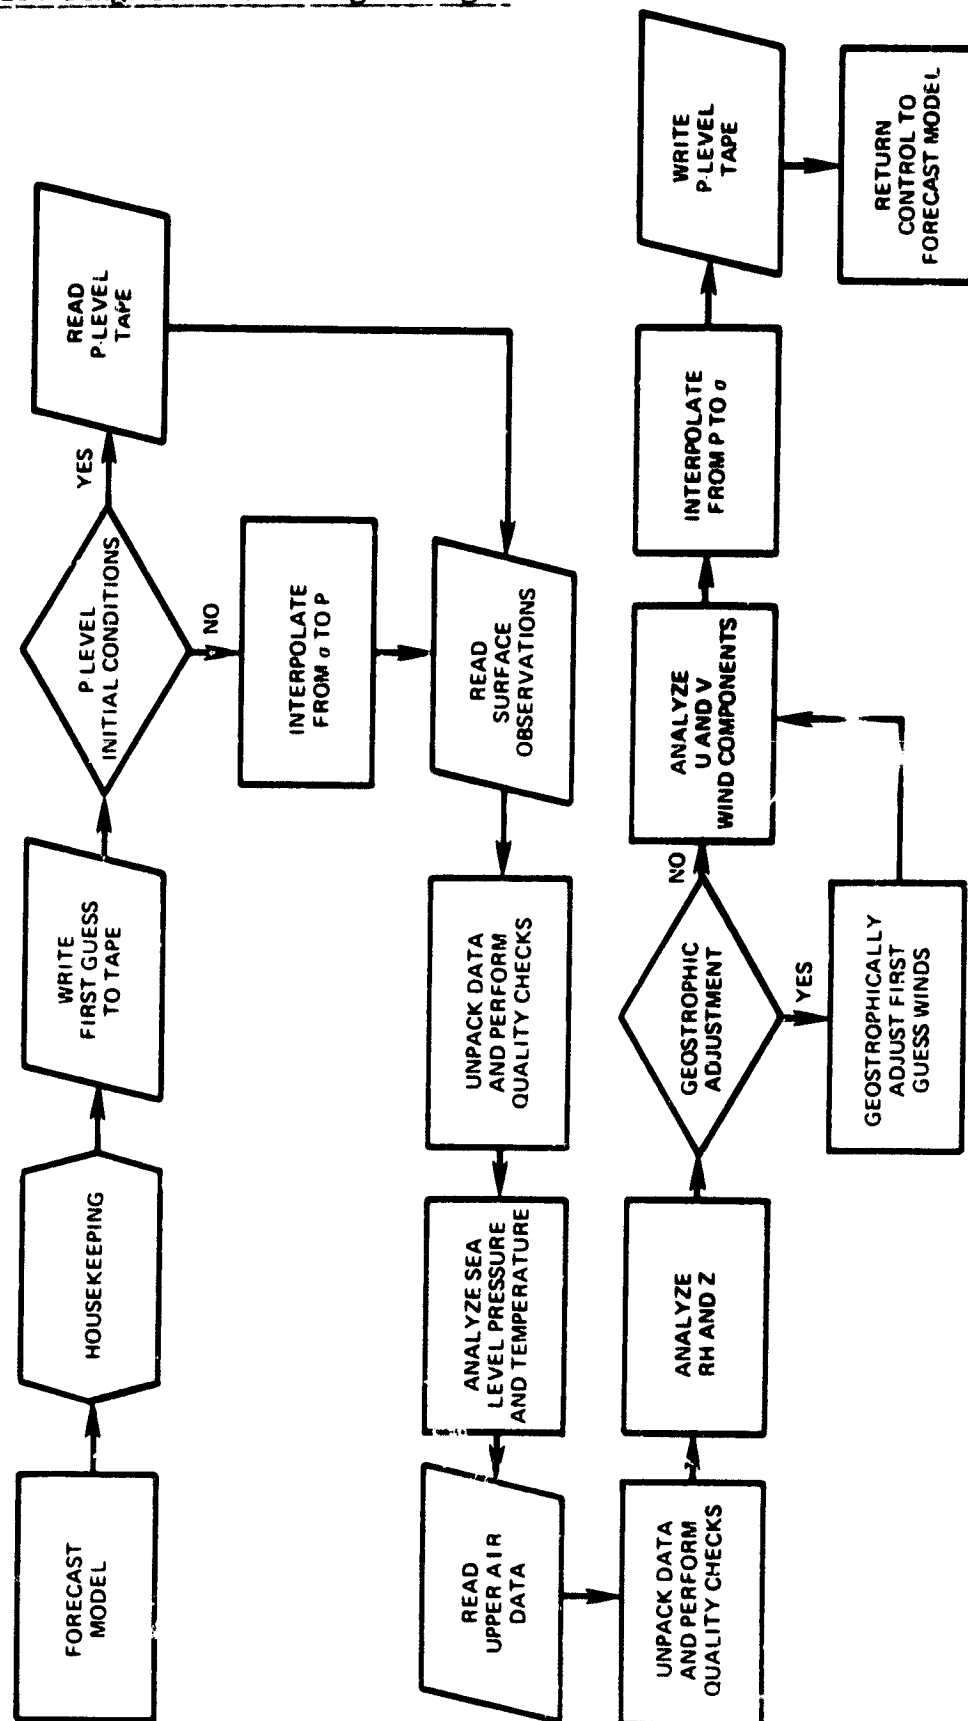 FORECAST
MODEL
HOUSEKEEPING
WRITE
FIRST GUESS
TO TAPE
P-LEVEL
INITIAL CONDITIONS
YES
READ
P-LEVEL
TAPE
NO
INTERPOLATE
FROM σ TO P
READ
SURFACE
OBSERVATIONS
UNPACK DATA
AND PERFORM
QUALITY CHECKS
ANALYZE SEA
LEVEL PRESSURE
AND TEMPERATURE
READ
UPPER AIR
DATA
UNPACK DATA
AND PERFORM
QUALITY CHECKS
ANALYZE
RH AND Z
GEOSTROPHIC
ADJUSTMENT
YES
GEOSTROPHICALLY
ADJUST FIRST
GUESS WINDS
NO
ANALYZE
U AND V
WIND COMPONENTS
INTERPOLATE
FROM P TO σ
WRITE
P-LEVEL
TAPE
RETURN
CONTROL TO
FORECAST MODEL